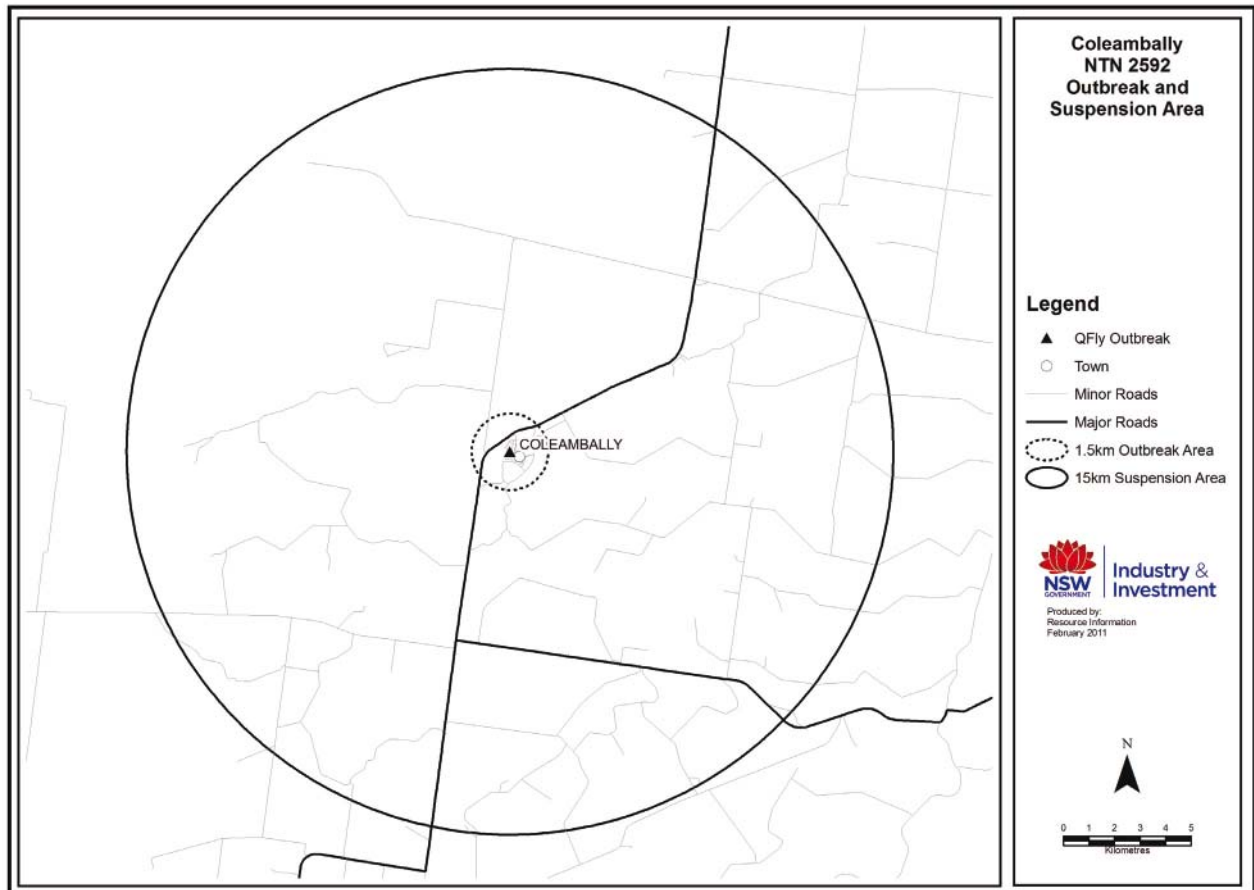 Coleambally
NTN 2592
Outbreak and
Suspension Area
COLEAMBALLY
Legend
QFly Outbreak
Town
Minor Roads
Major Roads
1.5km Outbreak Area
15km Suspension Area
NSW
GOVERNMENT
Industry &
Investment
Produced by:
Resource Information
February 2011
N
0 1 2 3 4 5
Kilometres